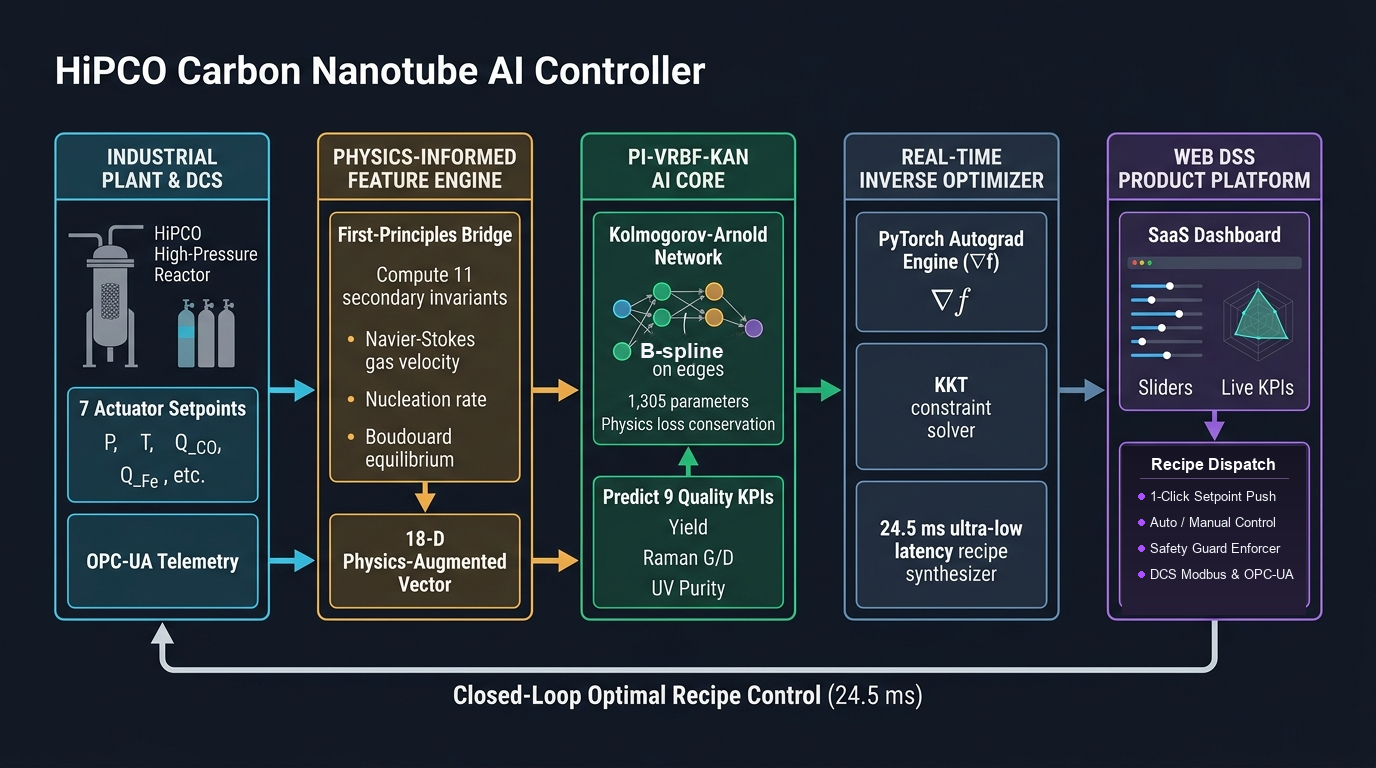 HiPCO Carbon Nanotube AI Controller
INDUSTRIAL
PLANT & DCS
HiPCO
High-Pressure
Reactor
7 Actuator Setpoints
P, T, Q_CO,
Q_Fe , etc.
OPC-UA Telemetry
PHYSICS-INFORMED
FEATURE ENGINE
First-Principles Bridge
Compute 11
secondary invariants
• Navier-Stokes
gas velocity
• Nucleation rate
• Boudouard
equilibrium
18-D
Physics-Augmented
Vector
PI-VRBF-KAN
AI CORE
Kolmogorov-Arnold
Network
B-spline
on edges
1,305 parameters
Physics loss conservation
Predict 9 Quality KPIs
Yield
Raman G/D
UV Purity
REAL-TIME
INVERSE OPTIMIZER
PyTorch Autograd
Engine (∇f)
∇f
KKT
constraint
solver
24.5 ms ultra-low
latency recipe
synthesizer
WEB DSS
PRODUCT PLATFORM
SaaS Dashboard
Sliders Live KPIs
Recipe Dispatch
• 1-Click Setpoint Push
• Auto / Manual Control
• Safety Guard Enforcer
• DCS Modbus & OPC-UA
Closed-Loop Optimal Recipe Control (24.5 ms)